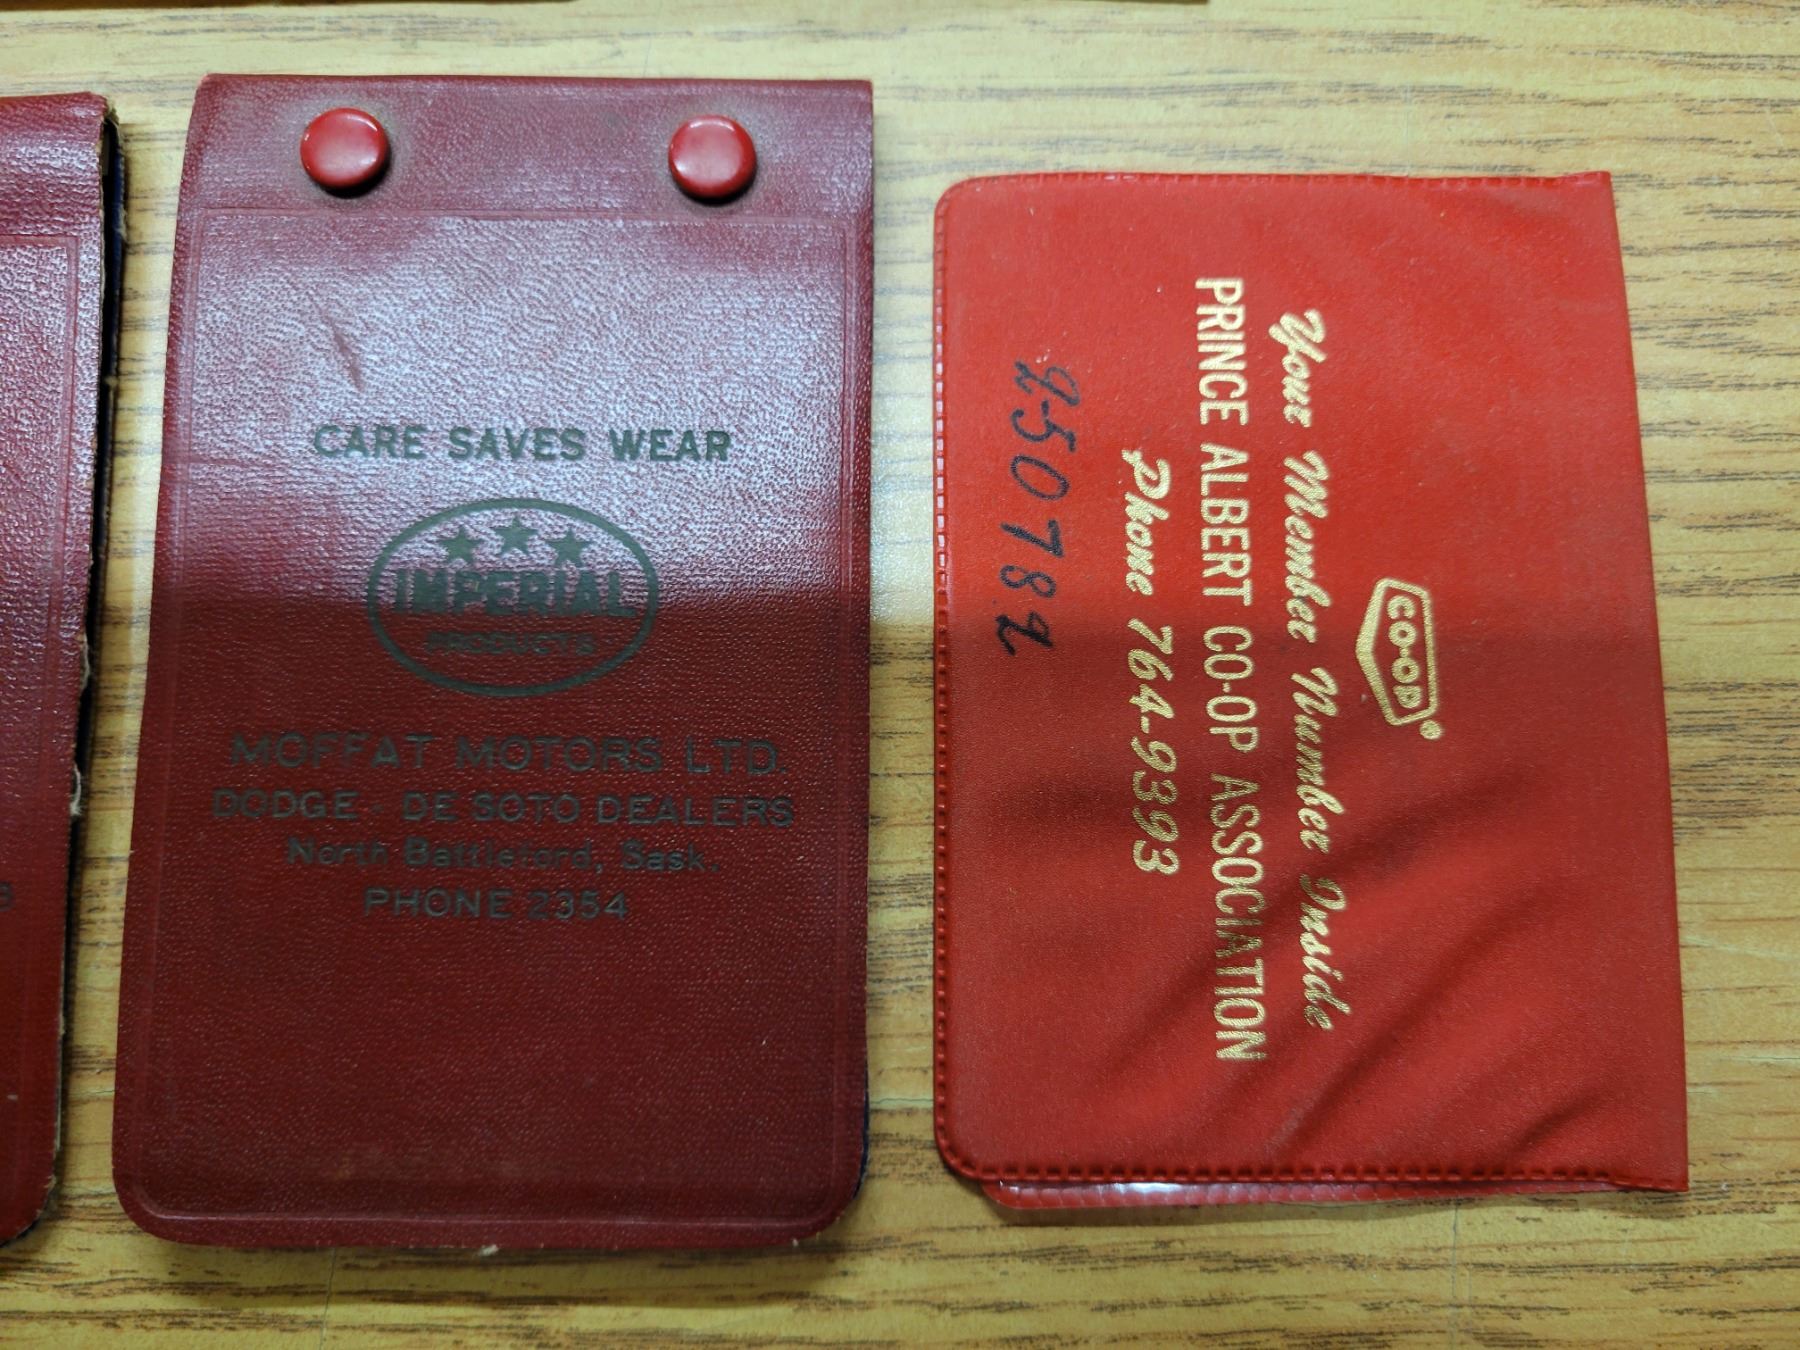 CARE SAVES WEAR
IMPERIAL
PRODUCTS
MOFFAT MOTORS LTD.
DODGE - DE SOTO DEALERS
North Battleford, Sask.
PHONE 2354
CO-OP
Your Member Number Inside
PRINCE ALBERT CO-OP ASSOCIATION
Phone 764-9393
250782